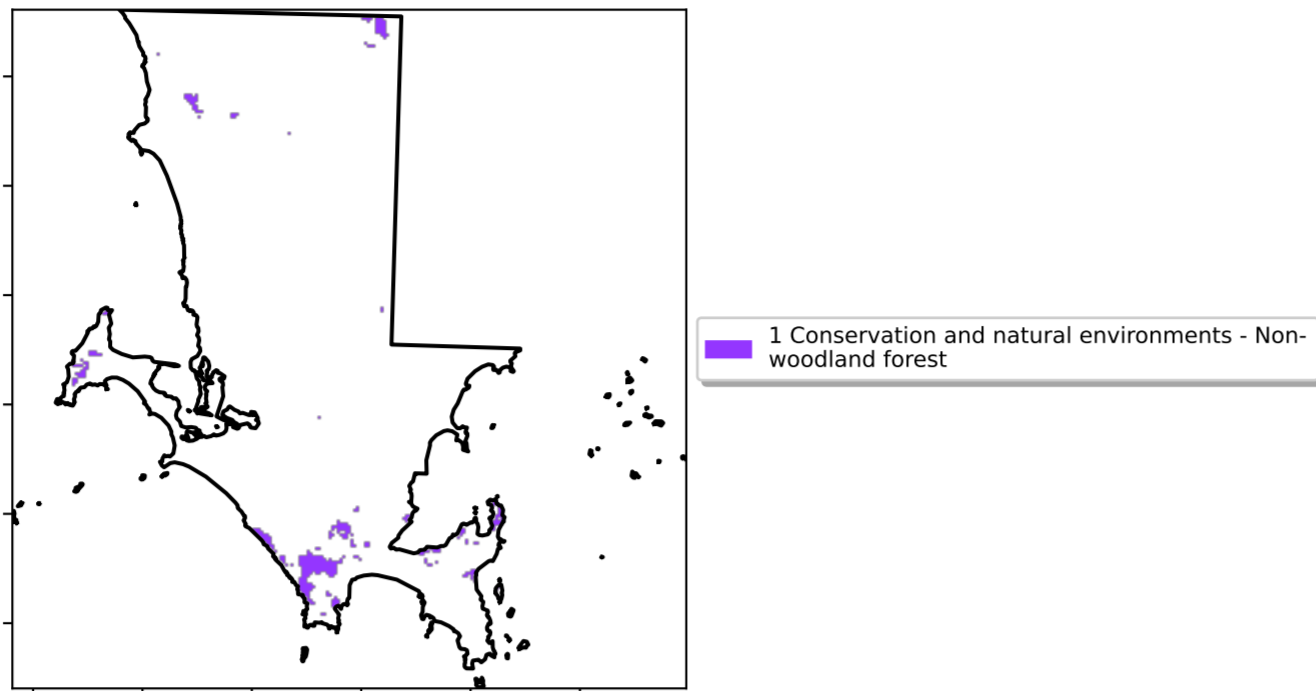 1 Conservation and natural environments - Non-
woodland forest